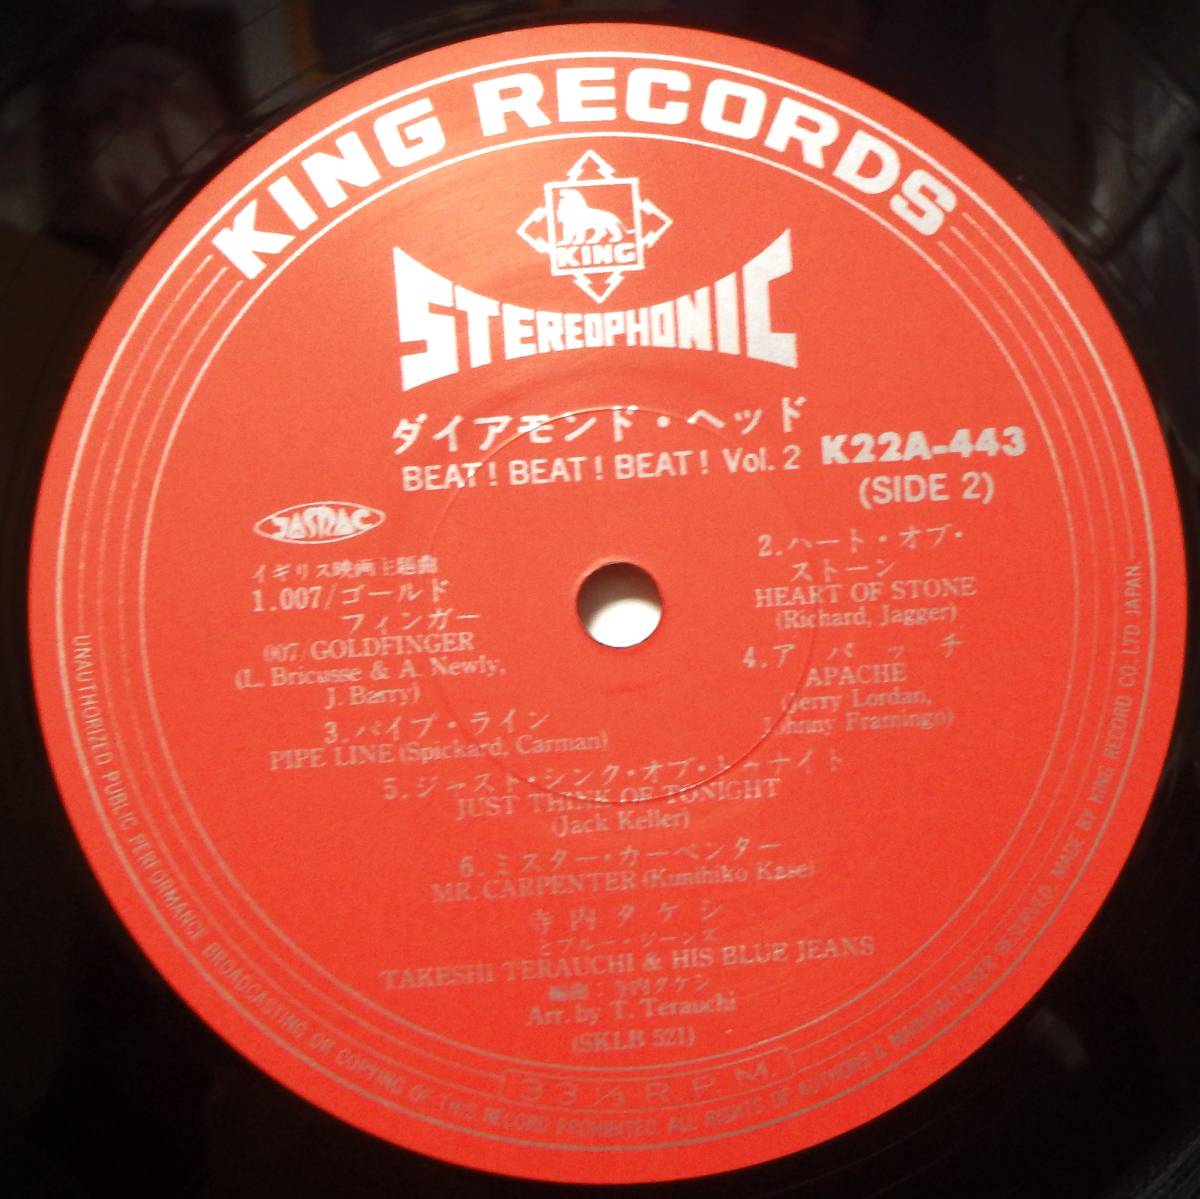 KING RECORDS
KING
STEREOPHONIC
ダイアモンド・ヘッド
BEAT! BEAT! BEAT! Vol. 2
K22A-443
(SIDE 2)
JASRAC
イギリス映画主題曲
1.007/ゴールド
フィンガー
007/GOLDFINGER
(L. Bricusse & A. Newly,
J. Barry)
2.ハート・オブ・
ストーン
HEART OF STONE
(Richard, Jagger)
3.パイプ・ライン
PIPE LINE (Spickard, Carman)
4.アパッチ
APACHE
(Jerry Lordan,
Johnny Framingo)
5.ジャスト・シンク・オブ・トゥナイト
JUST THINK OF TONIGHT
(Jack Keller)
6.ミスター・カーペンター
MR. CARPENTER (Kunihiko Kase)
寺内タケシ
とブルー・ジーンズ
TAKESHI TERAUCHI & HIS BLUE JEANS
編曲：寺内タケシ
Arr. by T. Terauchi
(SKLB 521)
33⅓ R.P.M.
UNAUTHORIZED PUBLIC PERFORMANCE BROADCASTING OR COPYING OF THIS RECORD PROHIBITED. ALL RIGHTS OF AUTHORS & MANUFACTURER RESERVED. MADE BY KING RECORD CO. LTD JAPAN.